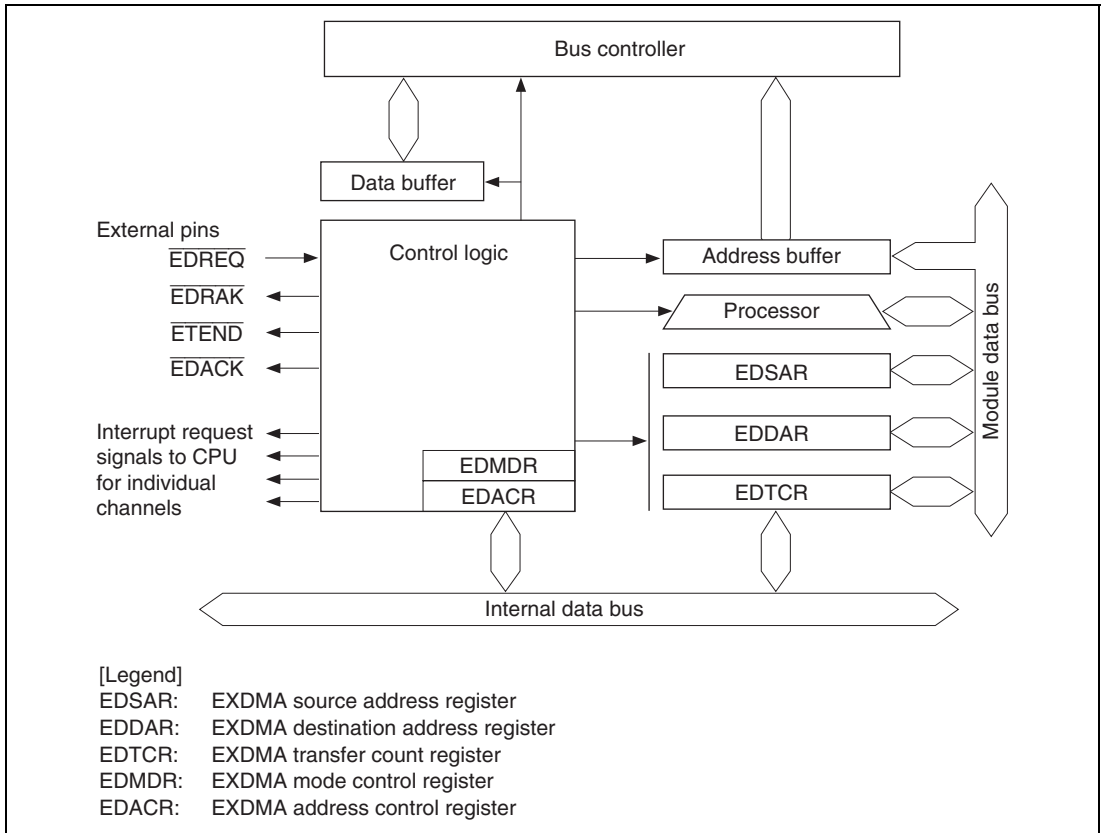 Bus controller
Data buffer
External pins
EDREQ
EDRAK
ETEND
EDACK
Interrupt request
signals to CPU
for individual
channels
Control logic
EDMDR
EDACR
Address buffer
Processor
EDSAR
EDDAR
EDTCR
Module data bus
Internal data bus
[Legend]
EDSAR: EXDMA source address register
EDDAR: EXDMA destination address register
EDTCR: EXDMA transfer count register
EDMDR: EXDMA mode control register
EDACR: EXDMA address control register